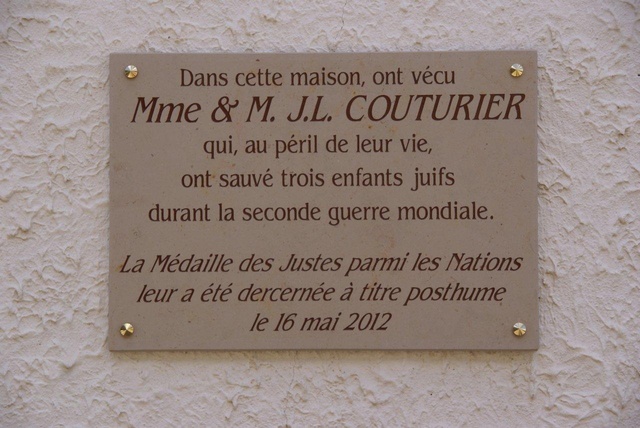 Dans cette maison, ont vécu
Mme & M. J.L. COUTURIER
qui, au péril de leur vie,
ont sauvé trois enfants juifs
durant la seconde guerre mondiale.
La Médaille des Justes parmi les Nations
leur a été dercernée à titre posthume
le 16 mai 2012